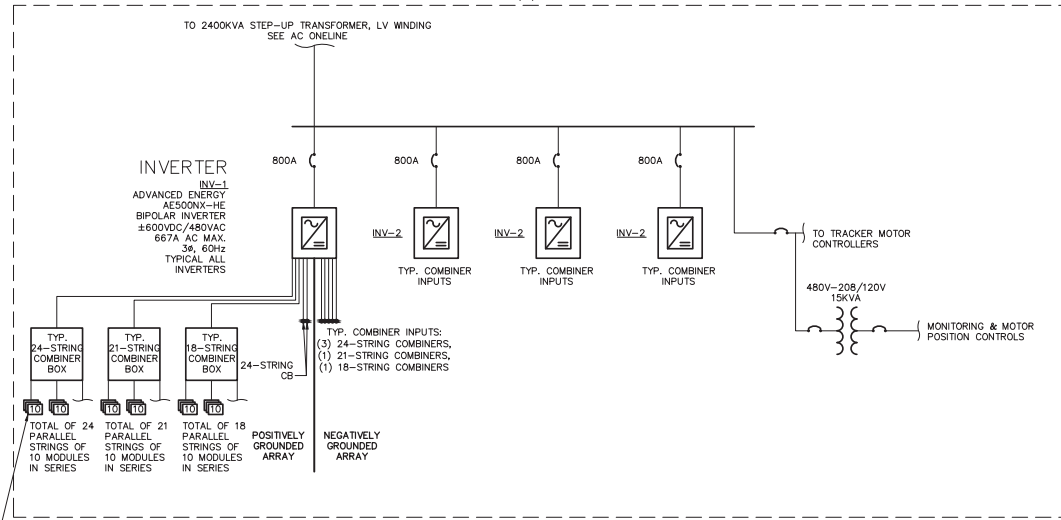 TO 2400KVA STEP-UP TRANSFORMER, LV WINDING
SEE AC ONELINE
INVERTER
INV-1
ADVANCED ENERGY
AE500NX-HE
BIPOLAR INVERTER
±600VDC/480VAC
667A AC MAX.
3ø, 60Hz
TYPICAL ALL
INVERTERS
800A
800A
800A
800A
INV-2
INV-2
INV-2
TYP. COMBINER
INPUTS
TYP. COMBINER
INPUTS
TYP. COMBINER
INPUTS
TO TRACKER MOTOR
CONTROLLERS
480V-208/120V
15KVA
MONITORING & MOTOR
POSITION CONTROLS
TYP.
24-STRING
COMBINER
BOX
TYP.
21-STRING
COMBINER
BOX
TYP.
18-STRING
COMBINER
BOX
24-STRING
CB
TYP. COMBINER INPUTS:
(3) 24-STRING COMBINERS,
(1) 21-STRING COMBINERS,
(1) 18-STRING COMBINERS
10
10
10
10
10
10
TOTAL OF 24
PARALLEL
STRINGS OF
10 MODULES
IN SERIES
TOTAL OF 21
PARALLEL
STRINGS OF
10 MODULES
IN SERIES
TOTAL OF 18
PARALLEL
STRINGS OF
10 MODULES
IN SERIES
POSITIVELY
GROUNDED
ARRAY
NEGATIVELY
GROUNDED
ARRAY